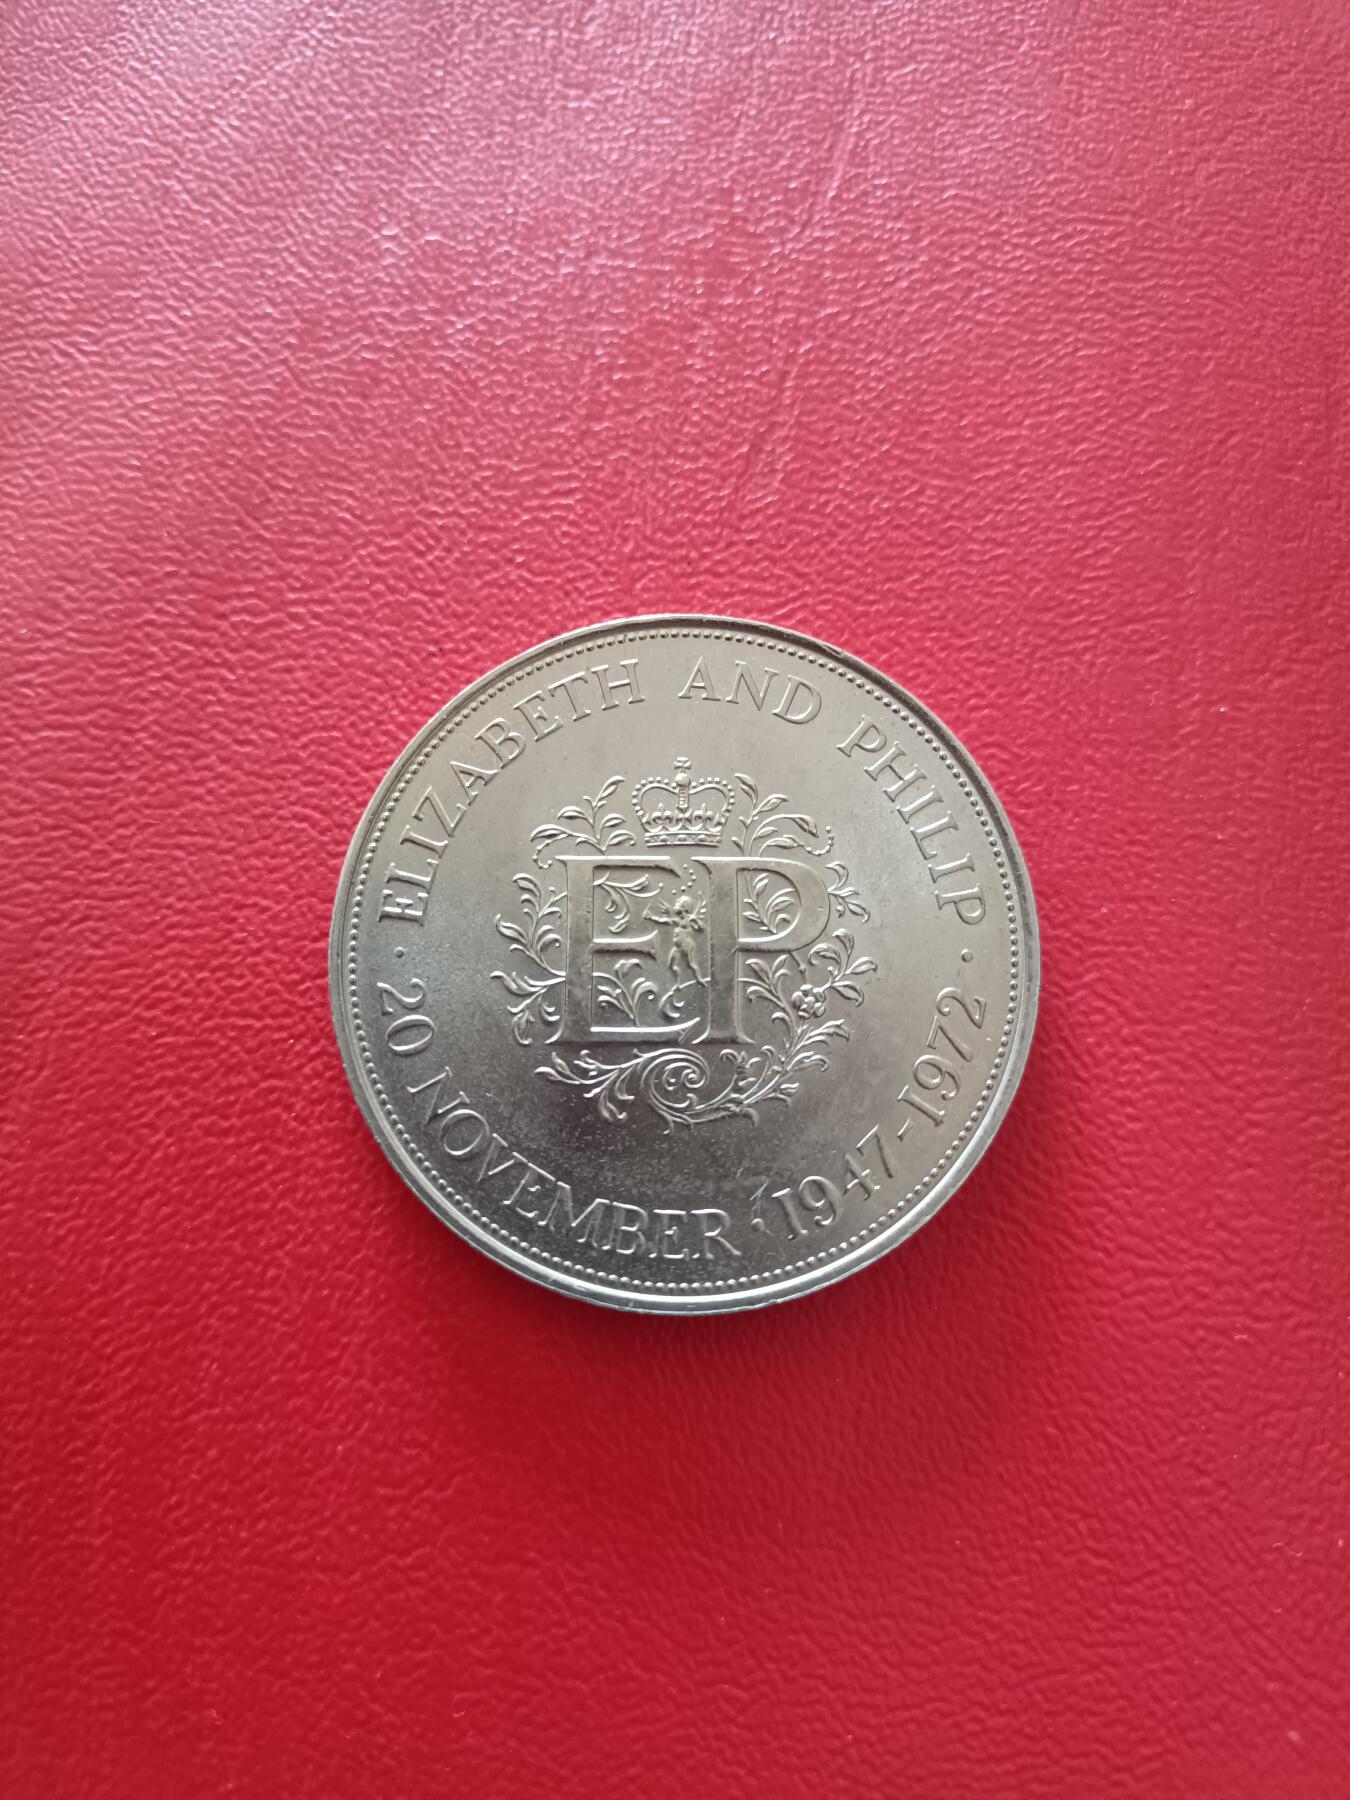 ELIZABETH AND PHILIP
EP
· 20 NOVEMBER · 1947-1972 ·